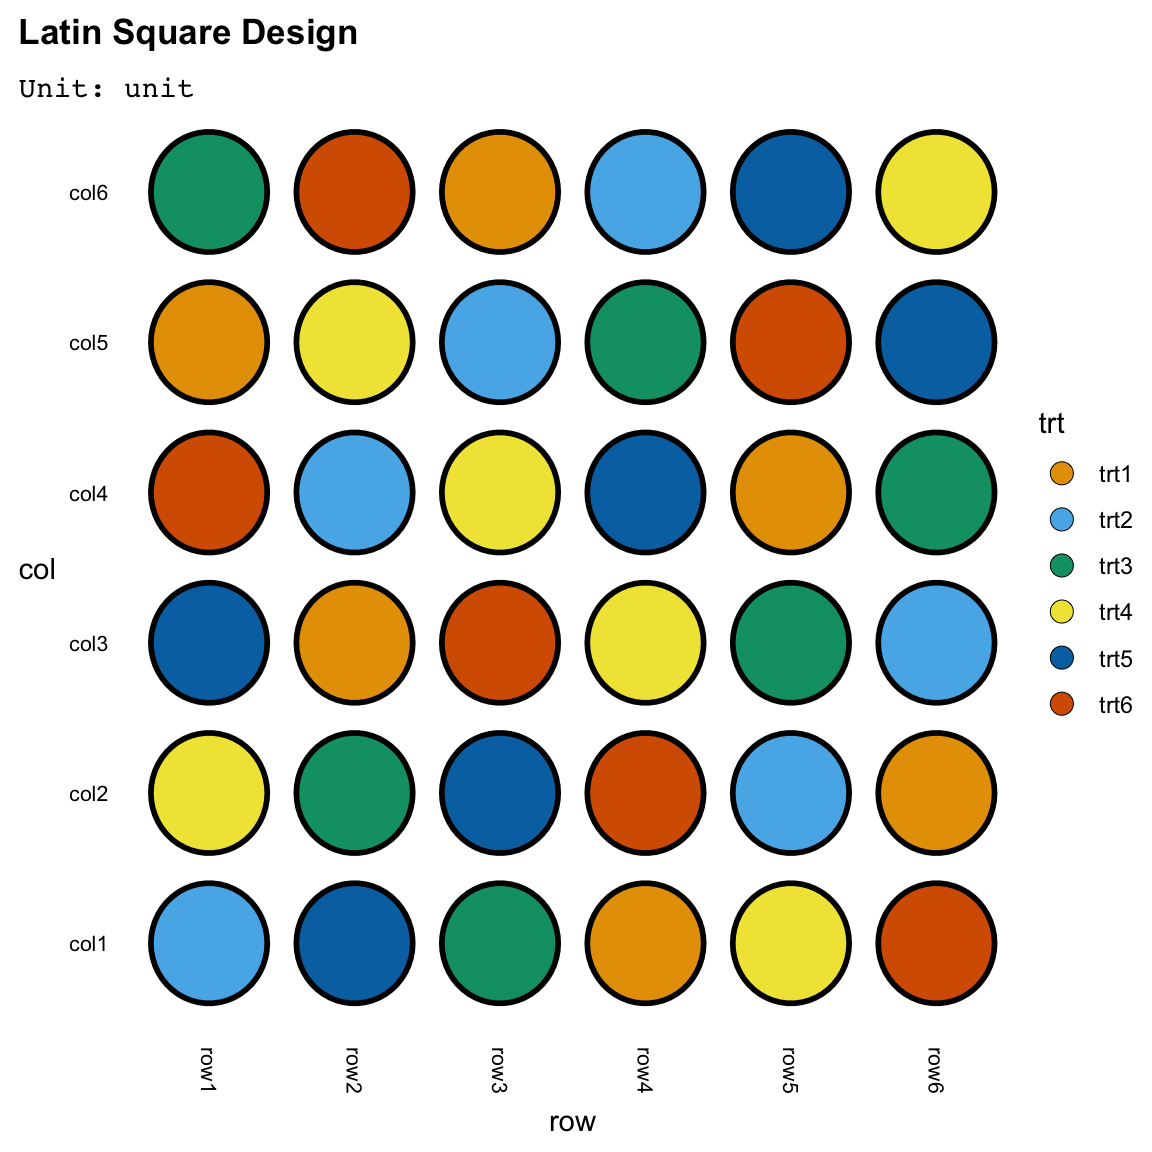 Latin Square Design
Unit: unit
col6
col5
col4
col3
col2
col1
col
row1
row2
row3
row4
row5
row6
row
trt
trt1
trt2
trt3
trt4
trt5
trt6